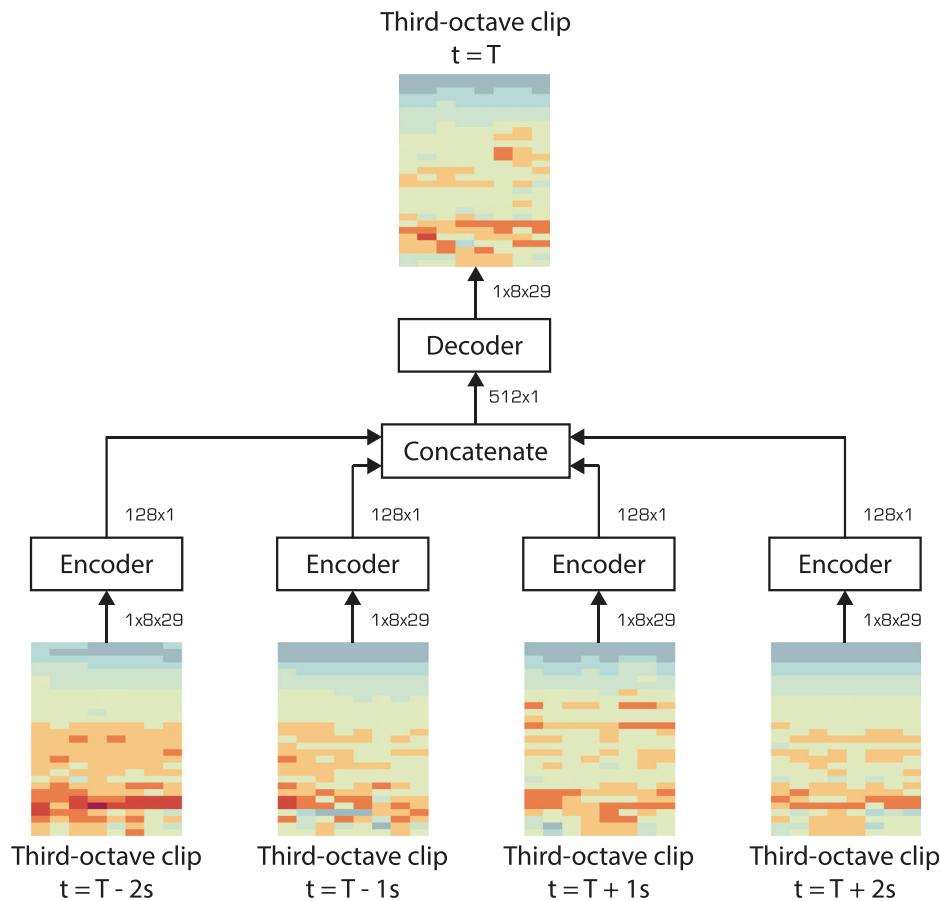 Third-octave clip
t = T
1x8x29
Decoder
512x1
Concatenate
128x1 128x1 128x1 128x1
Encoder Encoder Encoder Encoder
1x8x29 1x8x29 1x8x29 1x8x29
Third-octave clip Third-octave clip Third-octave clip Third-octave clip
t = T - 2s t = T - 1s t = T + 1s t = T + 2s